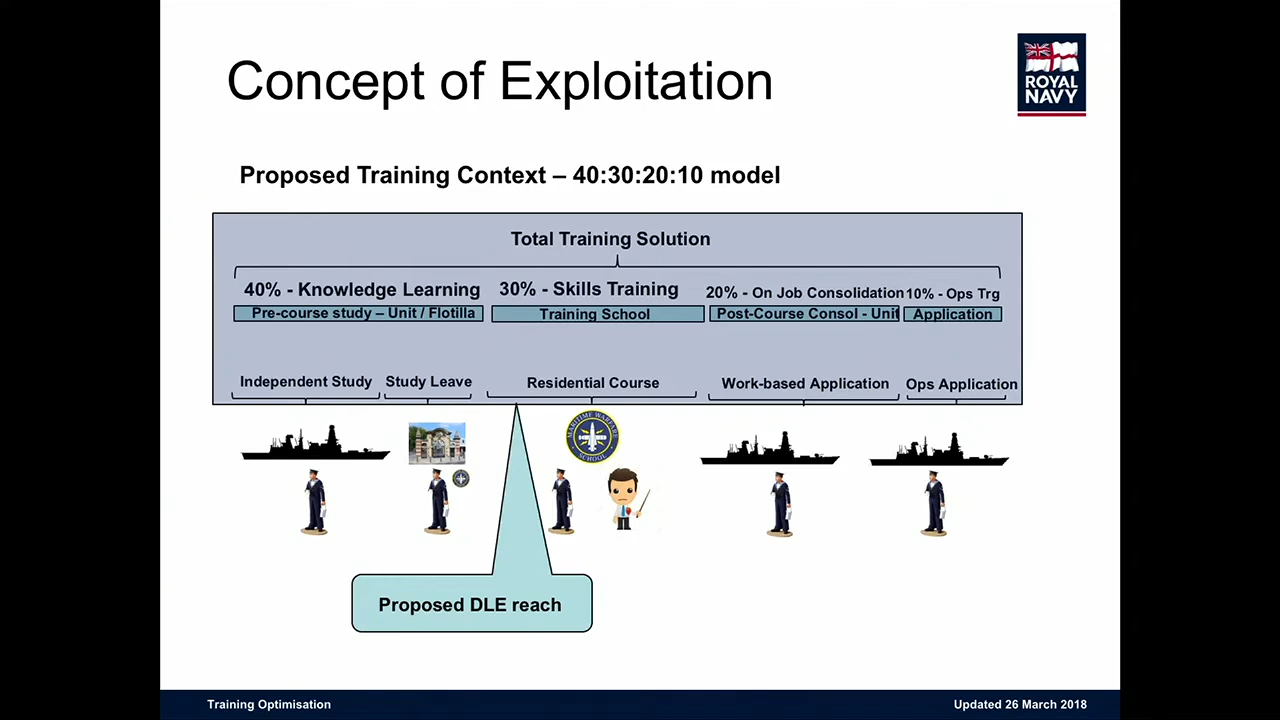 Concept of Exploitation
ROYAL
NAVY
Proposed Training Context – 40:30:20:10 model
Total Training Solution
40% - Knowledge Learning
30% - Skills Training
20% - On Job Consolidation
10% - Ops Trg
Pre-course study – Unit / Flotilla
Training School
Post-Course Consol - Unit
Application
Independent Study
Study Leave
Residential Course
Work-based Application
Ops Application
MARITIME WARFARE
SCHOOL
Proposed DLE reach
Training Optimisation
Updated 26 March 2018